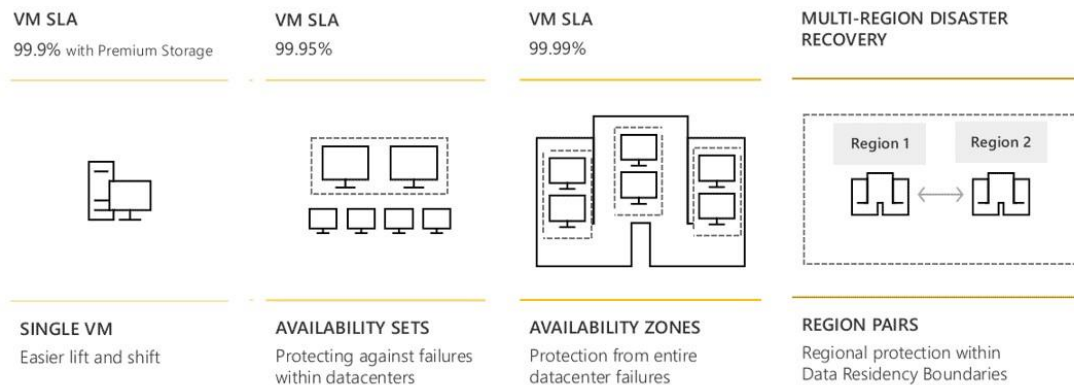 VM SLA
99.9% with Premium Storage
VM SLA
99.95%
VM SLA
99.99%
MULTI-REGION DISASTER
RECOVERY
Region 1
Region 2
SINGLE VM
Easier lift and shift
AVAILABILITY SETS
Protecting against failures
within datacenters
AVAILABILITY ZONES
Protection from entire
datacenter failures
REGION PAIRS
Regional protection within
Data Residency Boundaries